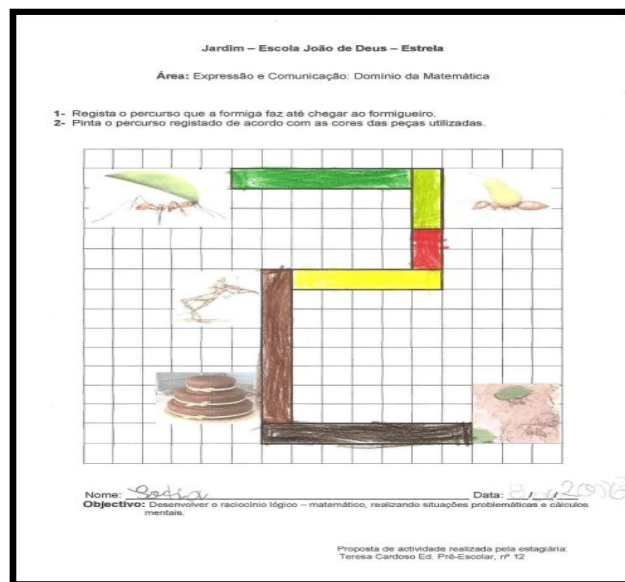 Jardim – Escola João de Deus – Estrela
Área: Expressão e Comunicação: Domínio da Matemática
1- Regista o percurso que a formiga faz até chegar ao formigueiro.
2- Pinta o percurso registado de acordo com as cores das peças utilizadas.
Nome: Sofia Data: / /
Objectivo: Desenvolver o raciocínio lógico – matemático, realizando situações problemáticas e cálculos
mentais.
Proposta de actividade realizada pela estagiária:
Teresa Cardoso Ed. Pré-Escolar, nº 12